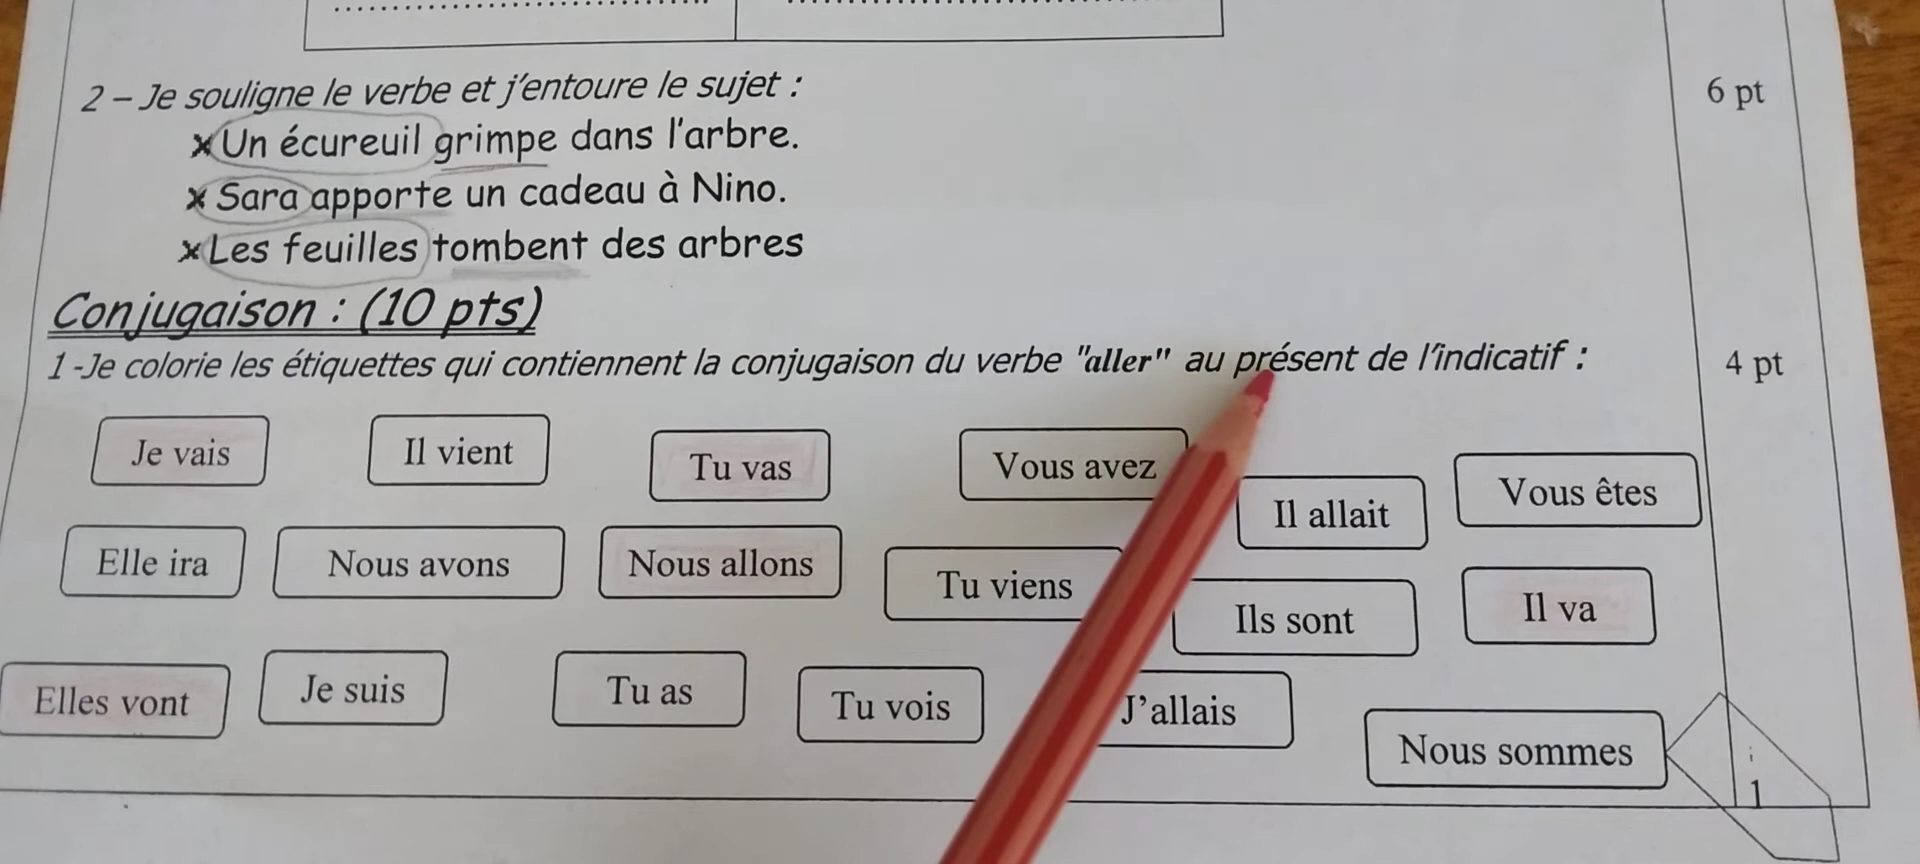 2 – Je souligne le verbe et j'entoure le sujet :
6 pt
x Un écureuil grimpe dans l'arbre.
x Sara apporte un cadeau à Nino.
x Les feuilles tombent des arbres
Conjugaison : (10 pts)
1 -Je colorie les étiquettes qui contiennent la conjugaison du verbe "aller" au présent de l'indicatif :
4 pt
Je vais
Il vient
Tu vas
Vous avez
Il allait
Vous êtes
Elle ira
Nous avons
Nous allons
Tu viens
Ils sont
Il va
Elles vont
Je suis
Tu as
Tu vois
J'allais
Nous sommes
1